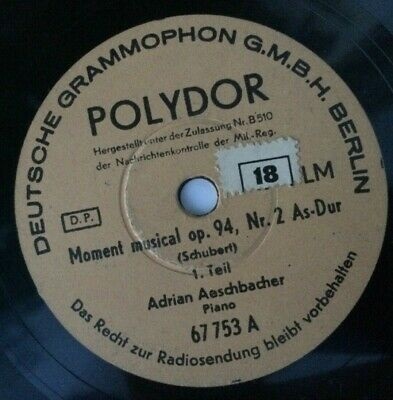 DEUTSCHE GRAMMOPHON G.M.B.H. BERLIN
POLYDOR
Hergestellt unter der Zulassung Nr. B 510
der Nachrichtenkontrolle der Mil.-Reg.
18 LM
D.P.
Moment musical op. 94, Nr. 2 As-Dur
(Schubert)
1. Teil
Adrian Aeschbacher
Piano
67 753 A
Das Recht zur Radiosendung bleibt vorbehalten